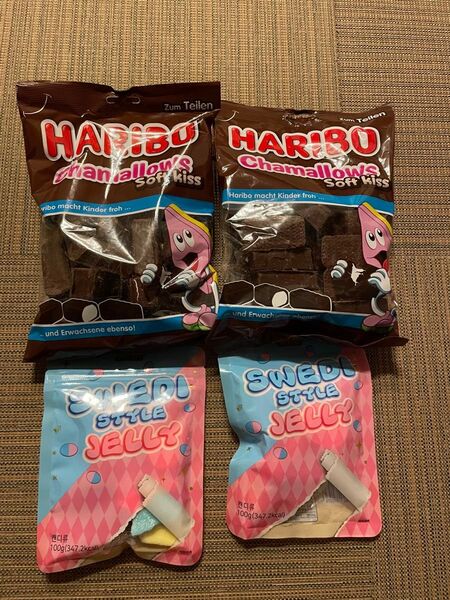 Zum Teilen
HARIBO
Chamallows
Soft Kiss
Haribo macht Kinder froh ...
... und Erwachsene ebenso!
Zum Teilen
HARIBO
Chamallows
Soft Kiss
Haribo macht Kinder froh ...
... und Erwachsene ebenso!
SWEDI
STYLE
JELLY
캔디류
100g(347.2kcal)
SWEDI
STYLE
JELLY
캔디류
100g(347.2kcal)